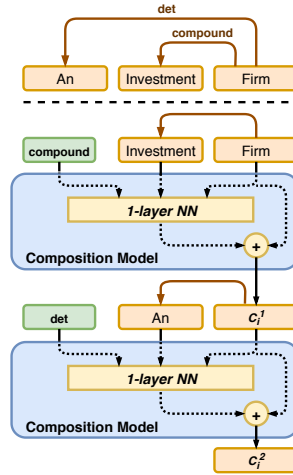 det
compound
An Investment Firm
compound Investment Firm
1-layer NN
+
Composition Model
det An c_i^1
1-layer NN
+
Composition Model
c_i^2